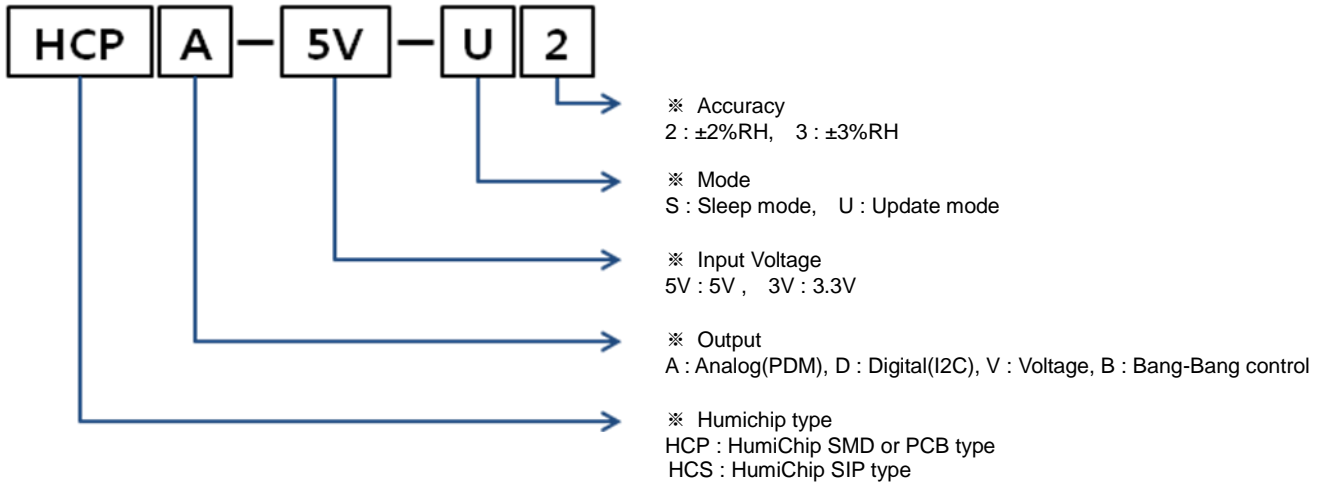 HCP A - 5V - U 2
※ Accuracy
2 : ±2%RH, 3 : ±3%RH
※ Mode
S : Sleep mode, U : Update mode
※ Input Voltage
5V : 5V , 3V : 3.3V
※ Output
A : Analog(PDM), D : Digital(I2C), V : Voltage, B : Bang-Bang control
※ Humichip type
HCP : HumiChip SMD or PCB type
HCS : HumiChip SIP type